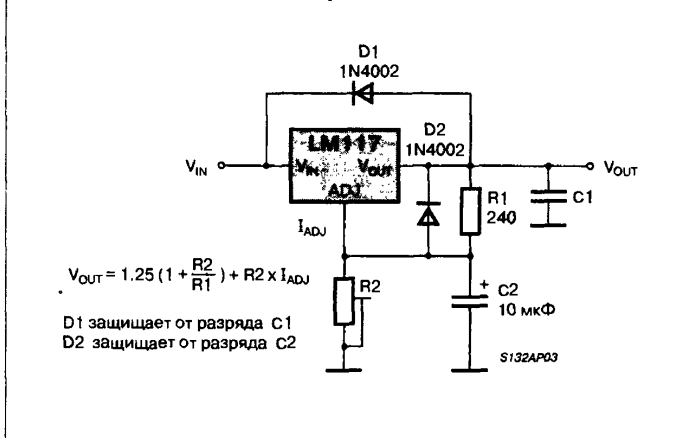 D1
1N4002
D2
1N4002
LM117
V_IN
V_IN
V_OUT
V_OUT
ADJ
R1
240
C1
I_ADJ
V_OUT = 1.25 (1 + R2/R1) + R2 x I_ADJ
R2
+
C2
10 мкФ
D1 защищает от разряда C1
D2 защищает от разряда C2
S132AP03